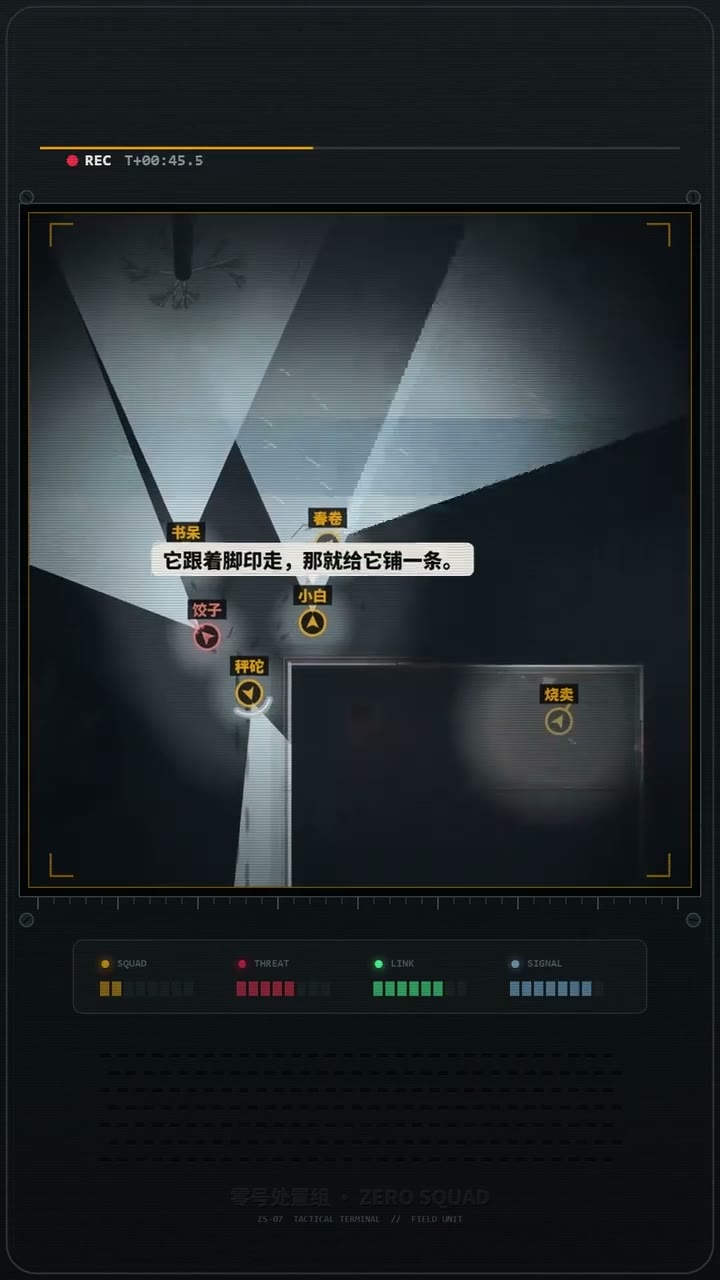 REC T+00:45.5
春卷
书呆
它跟着脚印走，那就给它铺一条。
小白
饺子
秤砣
烧卖
SQUAD THREAT LINK SIGNAL
零号处置组 · ZERO SQUAD
ZS-07 TACTICAL TERMINAL // FIELD UNIT